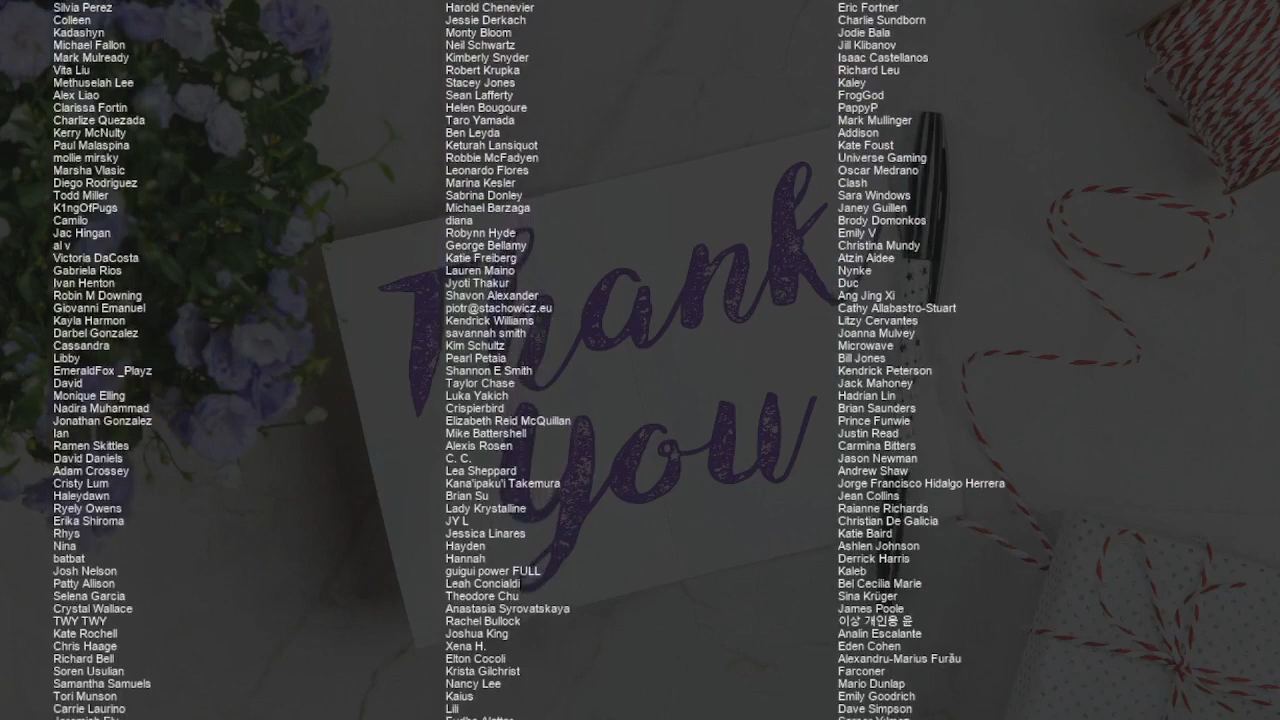 Silvia Perez
Colleen
Kadashyn
Michael Fallon
Mark Mulready
Vita Liu
Methuselah Lee
Alex Liao
Clarissa Fortin
Charlize Quezada
Kerry McNulty
Paul Malaspina
mollie mirsky
Marsha Vlasic
Diego Rodriguez
Todd Miller
K1ngOfPugs
Camilo
Jac Hingan
al v
Victoria DaCosta
Gabriela Rios
Ivan Henton
Robin M Downing
Giovanni Emanuel
Kayla Harmon
Darbel Gonzalez
Cassandra
Libby
EmeraldFox _Playz
David
Monique Elling
Nadira Muhammad
Jonathan Gonzalez
Ian
Ramen Skittles
David Daniels
Adam Crossey
Cristy Lum
Haleydawn
Ryely Owens
Erika Shiroma
Rhys
Nina
batbat
Josh Nelson
Patty Allison
Selena Garcia
Crystal Wallace
TWY TWY
Kate Rochell
Chris Haage
Richard Bell
Soren Usulian
Samantha Samuels
Tori Munson
Carrie Laurino
Harold Chenevier
Jessie Derkach
Monty Bloom
Neil Schwartz
Kimberly Snyder
Robert Krupka
Stacey Jones
Sean Lafferty
Helen Bougoure
Taro Yamada
Ben Leyda
Keturah Lansiquot
Robbie McFadyen
Leonardo Flores
Marina Kesler
Sabrina Donley
Michael Barzaga
diana
Robynn Hyde
George Bellamy
Katie Freiberg
Lauren Maino
Jyoti Thakur
Shavon Alexander
piotr@stachowicz.eu
Kendrick Williams
savannah smith
Kim Schultz
Pearl Petaia
Shannon E Smith
Taylor Chase
Luka Yakich
Crispierbird
Elizabeth Reid McQuillan
Mike Battershell
Alexis Rosen
C. C.
Lea Sheppard
Kana'ipaku'i Takemura
Brian Su
Lady Krystalline
JY L
Jessica Linares
Hayden
Hannah
guigui power FULL
Leah Concialdi
Theodore Chu
Anastasia Syrovatskaya
Rachel Bullock
Joshua King
Xena H.
Elton Cocoli
Krista Gilchrist
Nancy Lee
Kaius
Lili
Eric Fortner
Charlie Sundborn
Jodie Bala
Jill Klibanov
Isaac Castellanos
Richard Leu
Kaley
FrogGod
PappyP
Mark Mullinger
Addison
Kate Foust
Universe Gaming
Oscar Medrano
Clash
Sara Windows
Janey Guillen
Brody Domonkos
Emily V
Christina Mundy
Atzin Aidee
Nynke
Duc
Ang Jing Xi
Cathy Allabastro-Stuart
Litzy Cervantes
Joanna Mulvey
Microwave
Bill Jones
Kendrick Peterson
Jack Mahoney
Hadrian Lin
Brian Saunders
Prince Funwie
Justin Read
Carmina Bitters
Jason Newman
Andrew Shaw
Jorge Francisco Hidalgo Herrera
Jean Collins
Raianne Richards
Christian De Galicia
Katie Baird
Ashlen Johnson
Derrick Harris
Kaleb
Bel Cecilia Marie
Sina Krüger
James Poole
이상 개인용 윤
Analin Escalante
Eden Cohen
Alexandru-Marius Furău
Farconer
Mario Dunlap
Emily Goodrich
Dave Simpson
Thank
you